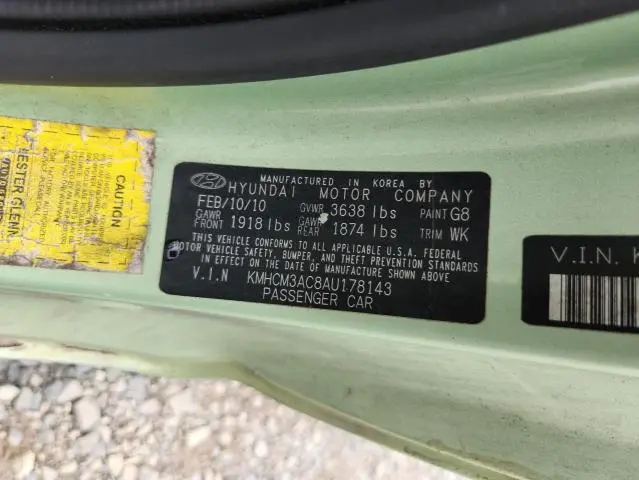 MANUFACTURED IN KOREA BY
HYUNDAI MOTOR COMPANY
FEB/10/10 GVWR 3638 lbs PAINT G8
GAWR FRONT 1918 lbs GAWR REAR 1874 lbs TRIM WK
THIS VEHICLE CONFORMS TO ALL APPLICABLE U.S.A. FEDERAL
MOTOR VEHICLE SAFETY, BUMPER, AND THEFT PREVENTION STANDARDS
IN EFFECT ON THE DATE OF MANUFACTURE SHOWN ABOVE.
V.I.N KMHCM3AC8AU178143
PASSENGER CAR
V.I.N. K
CAUTION
LESTER GLENN